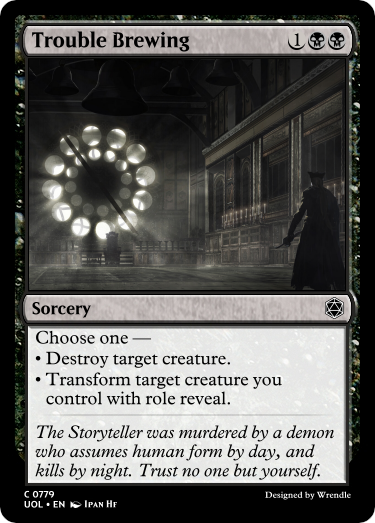 Trouble Brewing 1
Sorcery
Choose one —
• Destroy target creature.
• Transform target creature you
control with role reveal.
The Storyteller was murdered by a demon
who assumes human form by day, and
kills by night. Trust no one but yourself.
C 0779
UOL • EN Ipan Hf
Designed by Wrendle